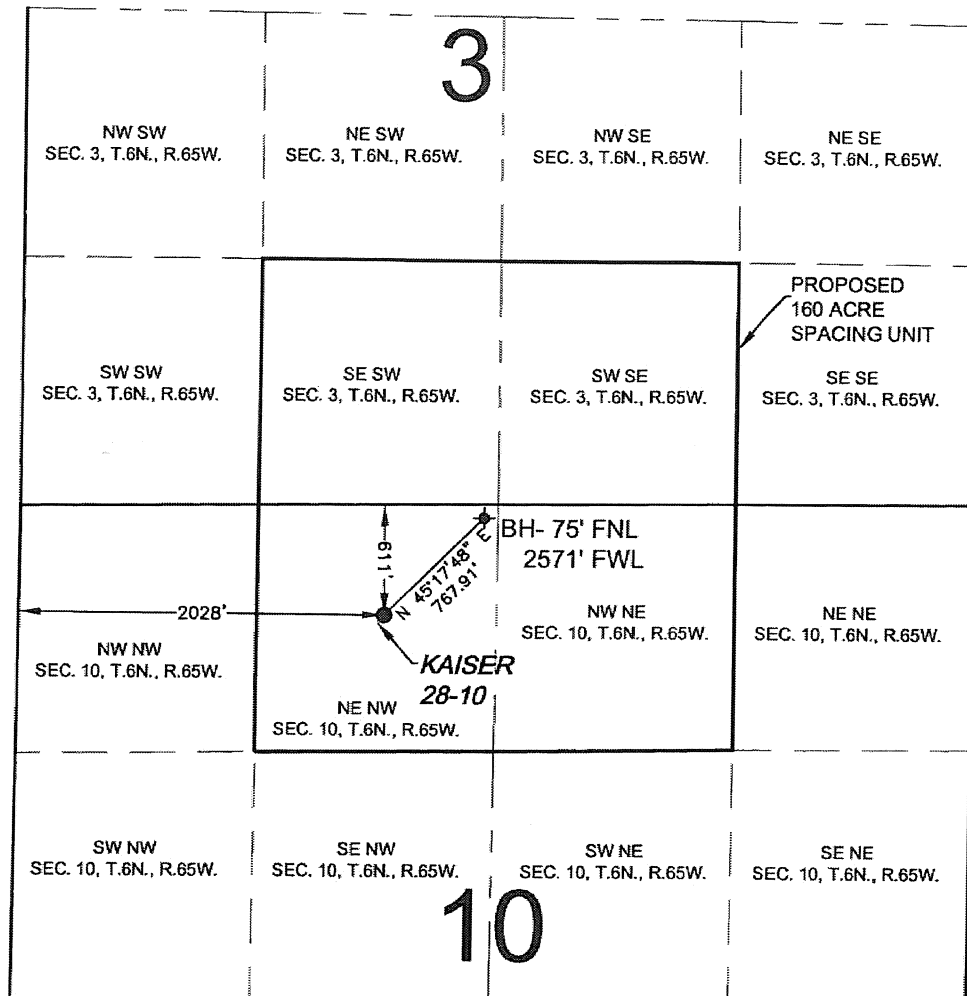 3
NW SW
SEC. 3, T.6N., R.65W.
NE SW
SEC. 3, T.6N., R.65W.
NW SE
SEC. 3, T.6N., R.65W.
NE SE
SEC. 3, T.6N., R.65W.
PROPOSED
160 ACRE
SPACING UNIT
SW SW
SEC. 3, T.6N., R.65W.
SE SW
SEC. 3, T.6N., R.65W.
SW SE
SEC. 3, T.6N., R.65W.
SE SE
SEC. 3, T.6N., R.65W.
BH- 75' FNL
2571' FWL
611'
N 45°17'48" E
767.91'
2028'
NW NW
SEC. 10, T.6N., R.65W.
KAISER
28-10
NE NW
SEC. 10, T.6N., R.65W.
NW NE
SEC. 10, T.6N., R.65W.
NE NE
SEC. 10, T.6N., R.65W.
SW NW
SEC. 10, T.6N., R.65W.
SE NW
SEC. 10, T.6N., R.65W.
SW NE
SEC. 10, T.6N., R.65W.
SE NE
SEC. 10, T.6N., R.65W.
10